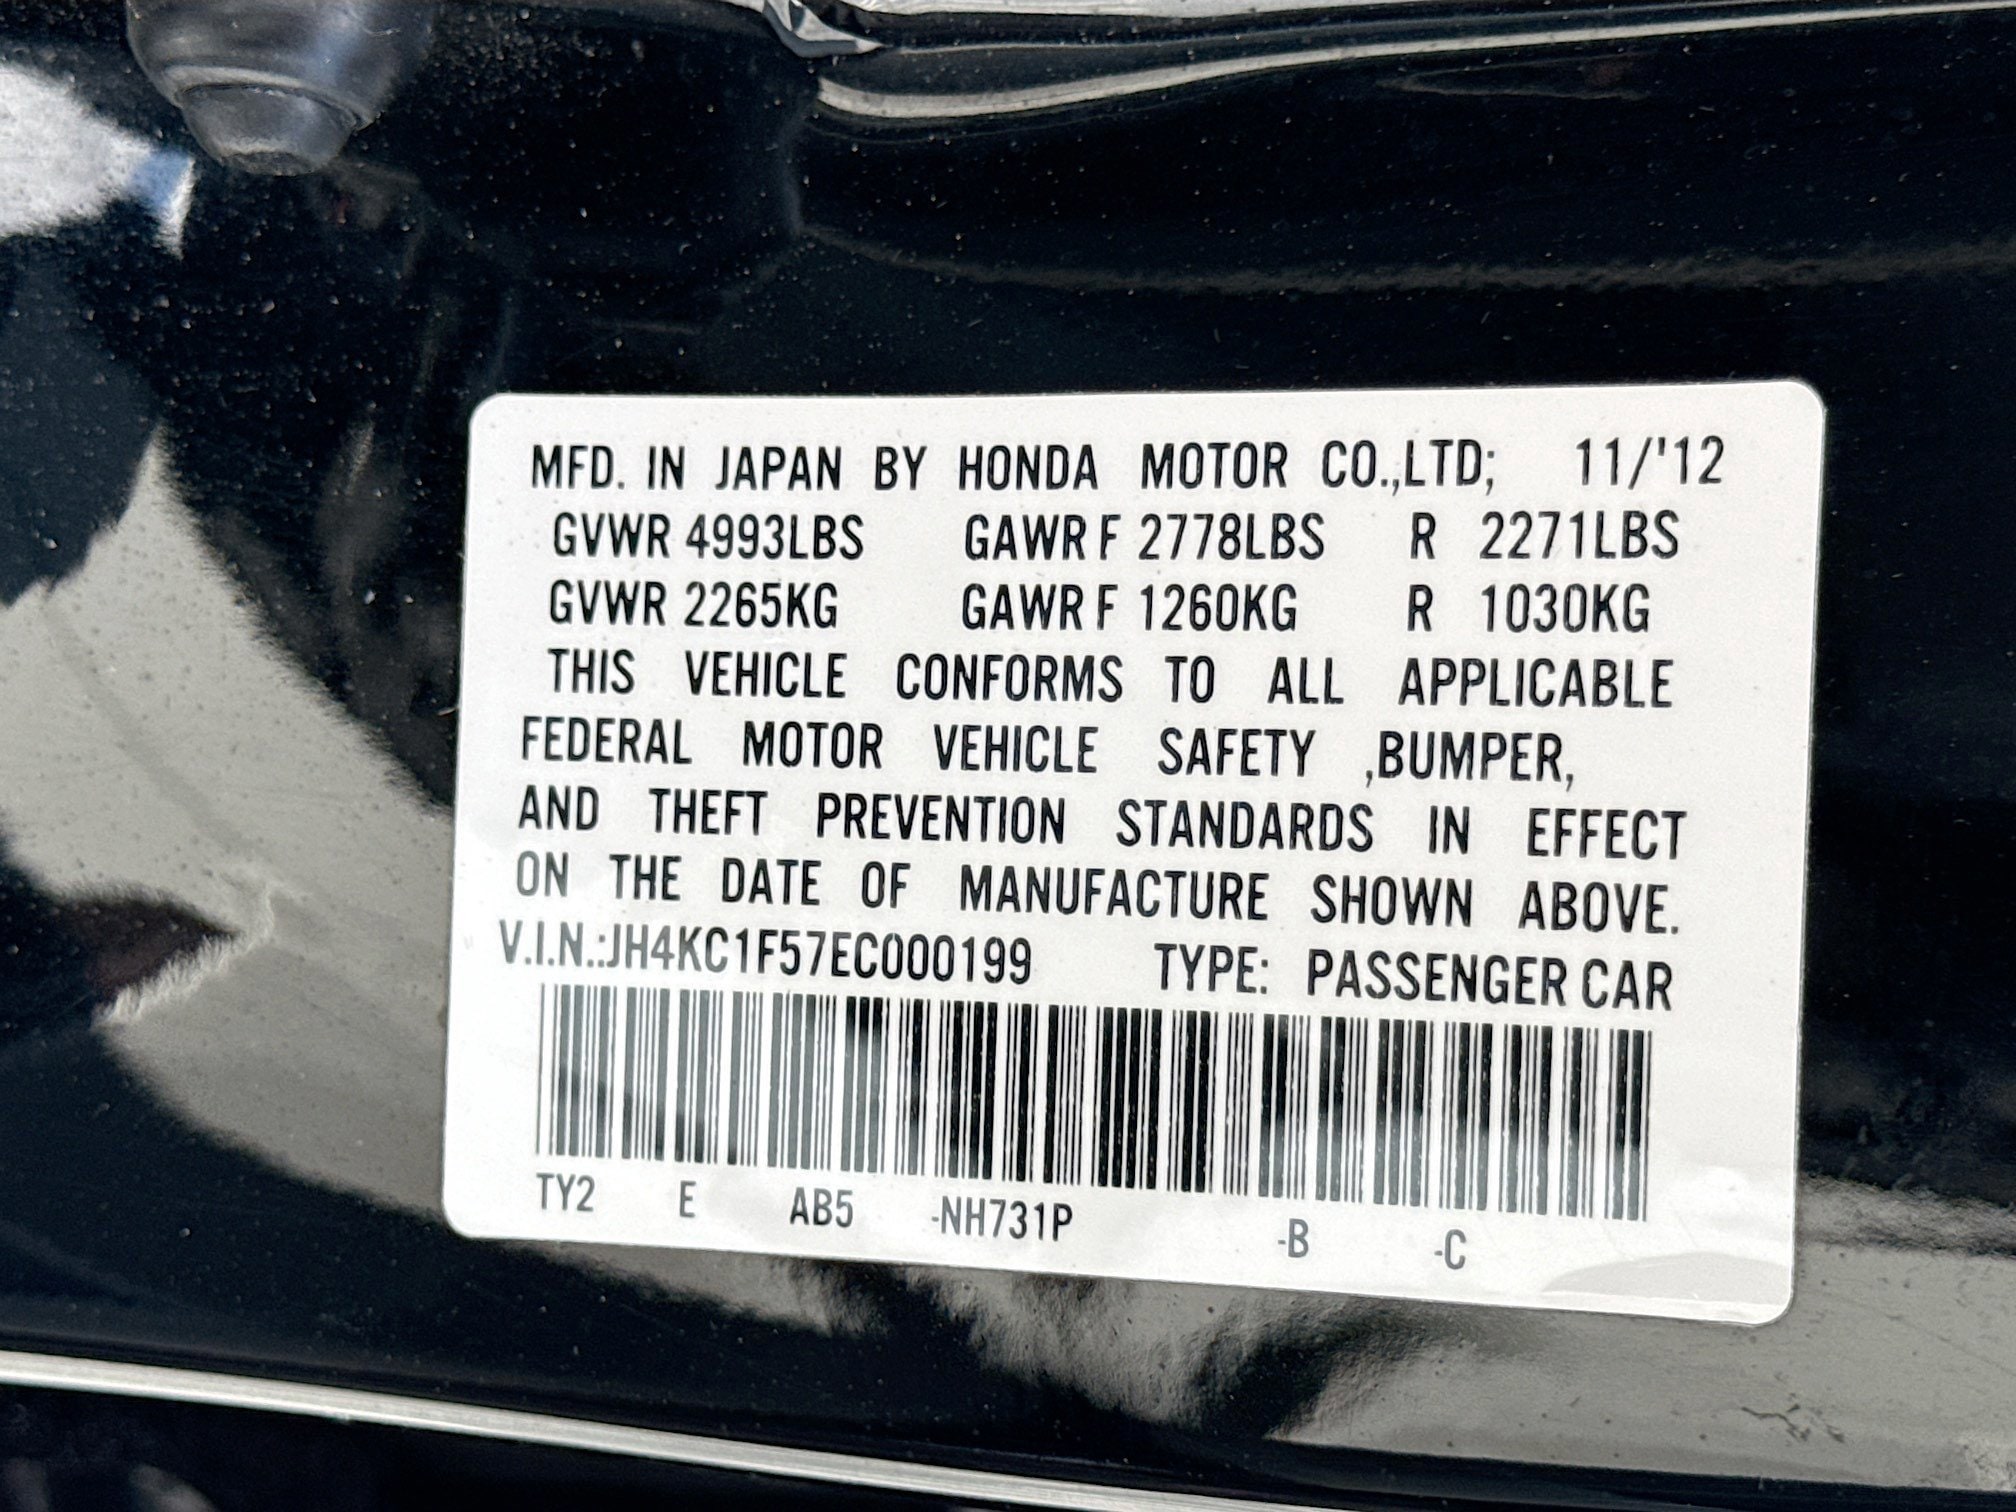 MFD. IN JAPAN BY HONDA MOTOR CO.,LTD; 11/'12
GVWR 4993LBS GAWR F 2778LBS R 2271LBS
GVWR 2265KG GAWR F 1260KG R 1030KG
THIS VEHICLE CONFORMS TO ALL APPLICABLE
FEDERAL MOTOR VEHICLE SAFETY ,BUMPER,
AND THEFT PREVENTION STANDARDS IN EFFECT
ON THE DATE OF MANUFACTURE SHOWN ABOVE.
V.I.N.:JH4KC1F57EC000199 TYPE: PASSENGER CAR
TY2 E AB5 -NH731P -B -C